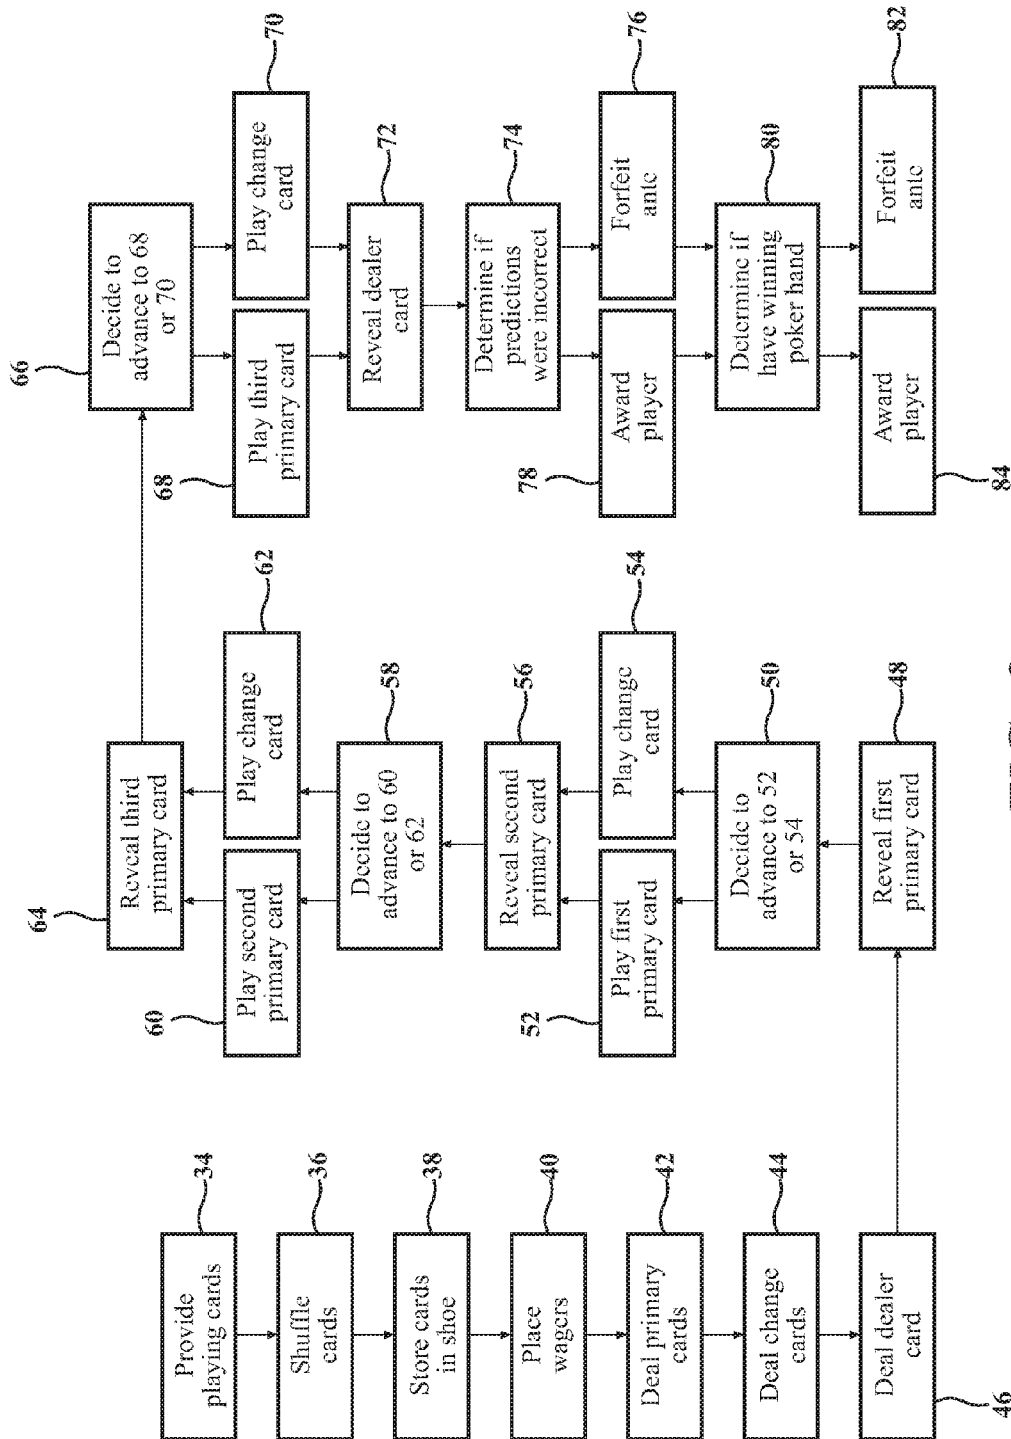 34
Provide
playing cards
36
Shuffle
cards
38
Store cards
in shoe
40
Place
wagers
42
Deal primary
cards
44
Deal change
cards
46
Deal dealer
card
48
Reveal first
primary card
50
Decide to
advance to 52
or 54
52
Play first
primary card
54
Play change
card
56
Reveal second
primary card
58
Decide to
advance to 60
or 62
60
Play second
primary card
62
Play change
card
64
Reveal third
primary card
66
Decide to
advance to 68
or 70
68
Play third
primary card
70
Play change
card
72
Reveal dealer
card
74
Determine if
predictions
were incorrect
76
Forfeit
ante
78
Award
player
80
Determine if
have winning
poker hand
82
Forfeit
ante
84
Award
player